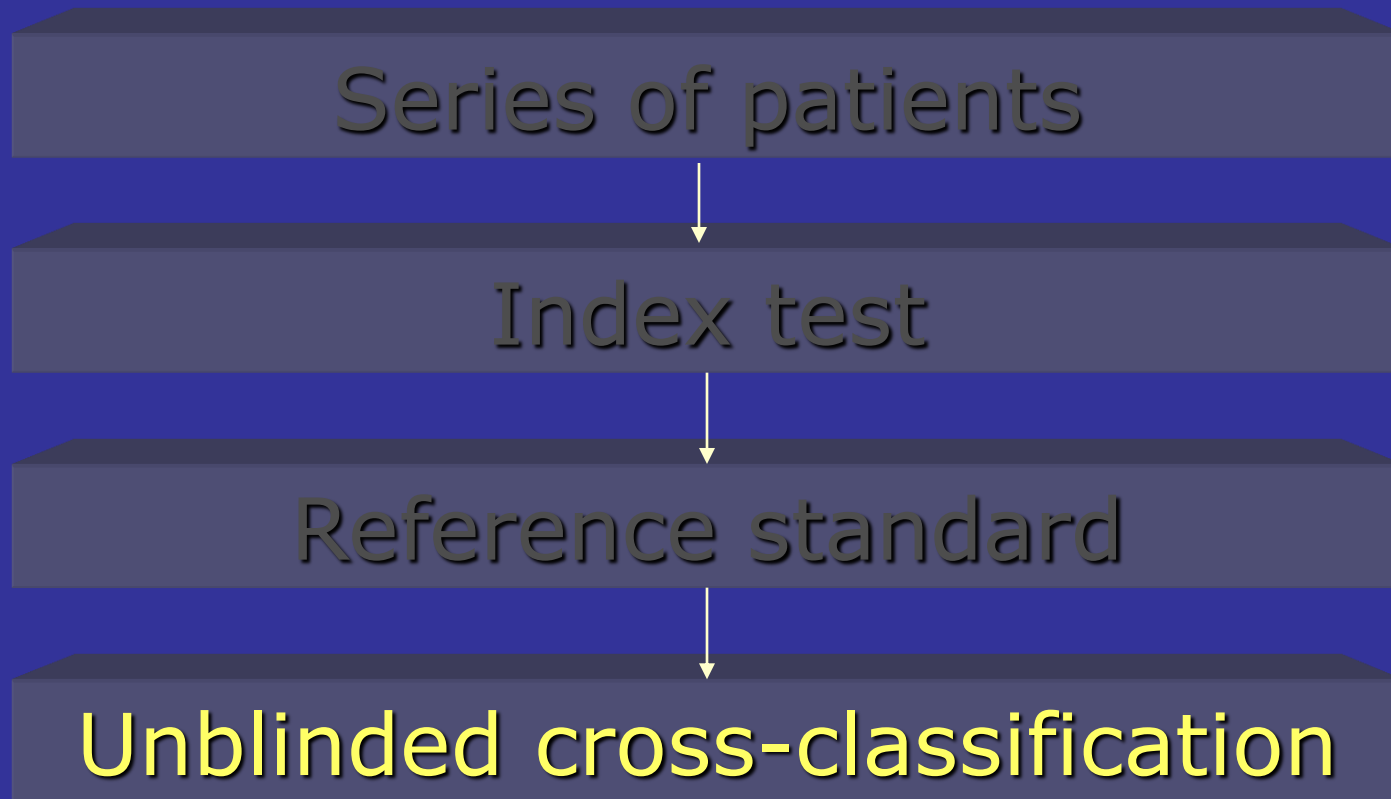 Series of patients
Index test
Reference standard
Unblinded cross-classification